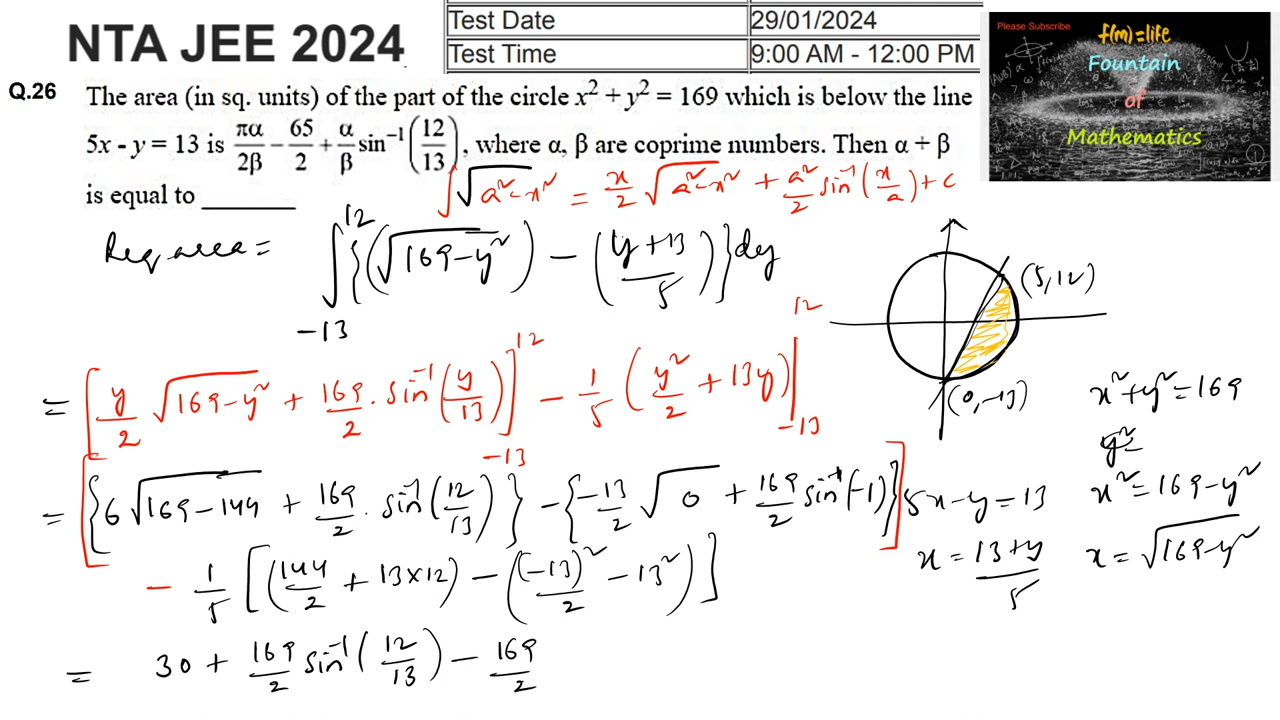 NTA JEE 2024
Test Date 29/01/2024
Test Time 9:00 AM - 12:00 PM
Please Subscribe
f(m)=life
Fountain
of
Mathematics
Q.26 The area (in sq. units) of the part of the circle x² + y² = 169 which is below the line
5x - y = 13 is πα/2β − 65/2 + α/β sin⁻¹(12/13), where α, β are coprime numbers. Then α + β
is equal to ________
∫√a²-x² = x/2 √a²-x² + a²/2 sin⁻¹(x/a) + c
Req area = ∫₋₁₃¹² {(√169-y²) - (y+13/5)} dy
(5,12)
(0,-13)
= [y/2 √169-y² + 169/2 . sin⁻¹(y/13)]₋₁₃¹² - 1/5 (y²/2 + 13y)|₋₁₃¹²
x²+y²=169
y²=
x²=169-y²
x=√169-y²
5x-y=13
x=13+y/5
= [{6√169-144 + 169/2 . sin⁻¹(12/13)} - {-13/2 √0 + 169/2 sin⁻¹(-1)}]
- 1/5 [(144/2 + 13×12) - ((-13)²/2 - 13²)]
= 30 + 169/2 sin⁻¹(12/13) - 169/2